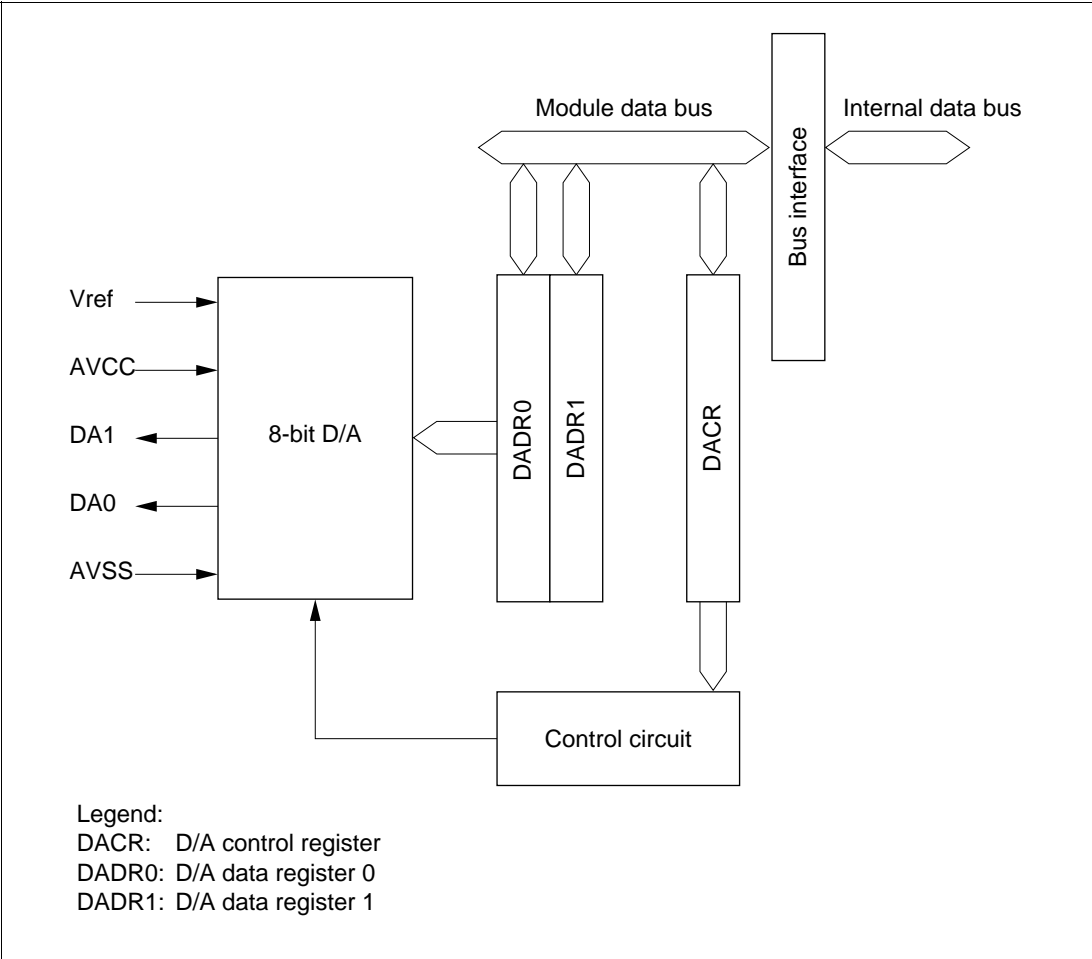 Module data bus
Internal data bus
Bus interface
Vref
AVCC
DA1
DA0
AVSS
8-bit D/A
DADR0
DADR1
DACR
Control circuit
Legend:
DACR: D/A control register
DADR0: D/A data register 0
DADR1: D/A data register 1